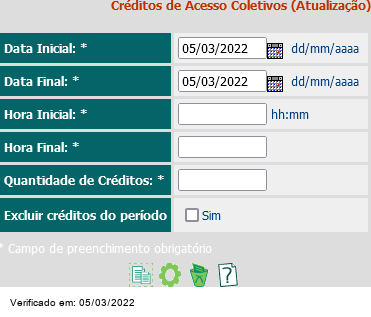 Créditos de Acesso Coletivos (Atualização)
Data Inicial: * 05/03/2022 dd/mm/aaaa
Data Final: * 05/03/2022 dd/mm/aaaa
Hora Inicial: * hh:mm
Hora Final: *
Quantidade de Créditos: *
Excluir créditos do período Sim
* Campo de preenchimento obrigatório
?
Verificado em: 05/03/2022